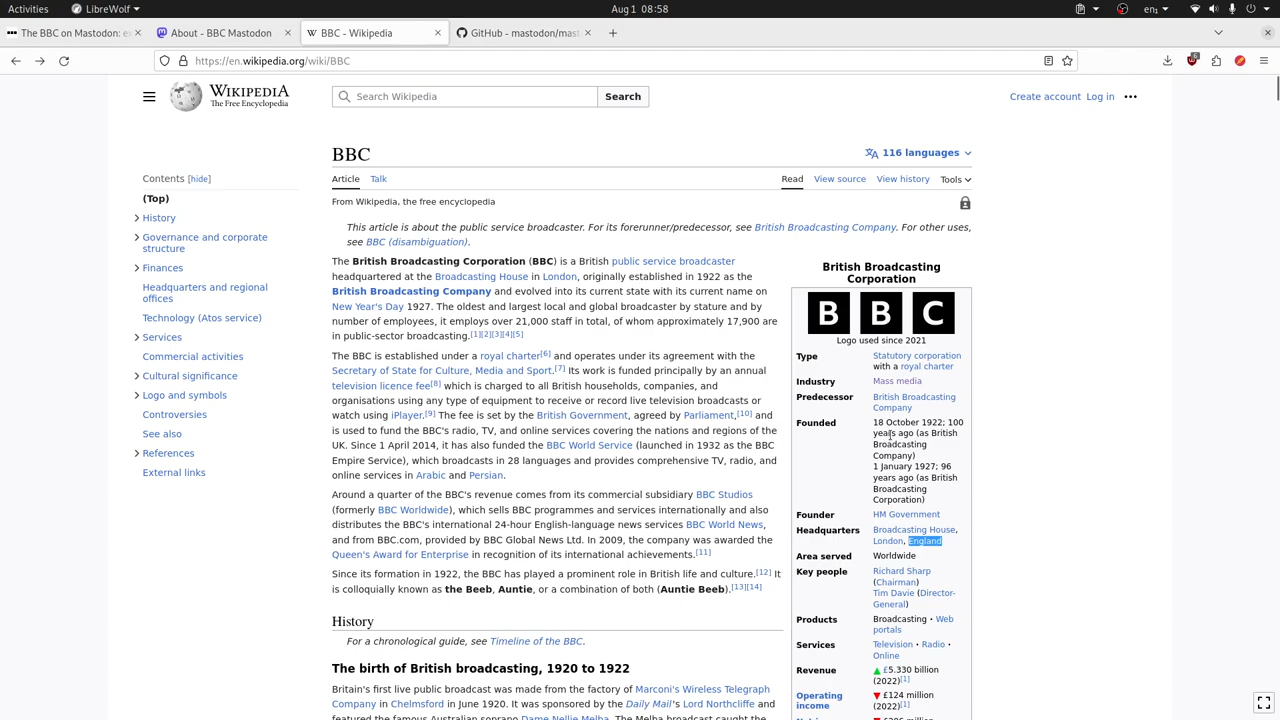 Activities
LibreWolf
Aug 1 08:58
en
The BBC on Mastodon: e
About - BBC Mastodon
BBC - Wikipedia
GitHub - mastodon/mas
https://en.wikipedia.org/wiki/BBC
6
WIKIPEDIA
The Free Encyclopedia
Search Wikipedia
Search
Create account
Log in
BBC
116 languages
Article
Talk
Read
View source
View history
Tools
From Wikipedia, the free encyclopedia
Contents [hide]
(Top)
History
Governance and corporate
structure
Finances
Headquarters and regional
offices
Technology (Atos service)
Services
Commercial activities
Cultural significance
Logo and symbols
Controversies
See also
References
External links
This article is about the public service broadcaster. For its forerunner/predecessor, see British Broadcasting Company. For other uses,
see BBC (disambiguation).
The British Broadcasting Corporation (BBC) is a British public service broadcaster
headquartered at the Broadcasting House in London, originally established in 1922 as the
British Broadcasting Company and evolved into its current state with its current name on
New Year's Day 1927. The oldest and largest local and global broadcaster by stature and by
number of employees, it employs over 21,000 staff in total, of whom approximately 17,900 are
in public-sector broadcasting.[1][2][3][4][5]
The BBC is established under a royal charter[6] and operates under its agreement with the
Secretary of State for Culture, Media and Sport.[7] Its work is funded principally by an annual
television licence fee[8] which is charged to all British households, companies, and
organisations using any type of equipment to receive or record live television broadcasts or
watch using iPlayer.[9] The fee is set by the British Government, agreed by Parliament,[10] and
is used to fund the BBC's radio, TV, and online services covering the nations and regions of the
UK. Since 1 April 2014, it has also funded the BBC World Service (launched in 1932 as the BBC
Empire Service), which broadcasts in 28 languages and provides comprehensive TV, radio, and
online services in Arabic and Persian.
Around a quarter of the BBC's revenue comes from its commercial subsidiary BBC Studios
(formerly BBC Worldwide), which sells BBC programmes and services internationally and also
distributes the BBC's international 24-hour English-language news services BBC World News,
and from BBC.com, provided by BBC Global News Ltd. In 2009, the company was awarded the
Queen's Award for Enterprise in recognition of its international achievements.[11]
Since its formation in 1922, the BBC has played a prominent role in British life and culture.[12] It
is colloquially known as the Beeb, Auntie, or a combination of both (Auntie Beeb).[13][14]
History
For a chronological guide, see Timeline of the BBC.
The birth of British broadcasting, 1920 to 1922
Britain's first live public broadcast was made from the factory of Marconi's Wireless Telegraph
Company in Chelmsford in June 1920. It was sponsored by the Daily Mail's Lord Northcliffe and
featured the famous Australian soprano Dame Nellie Melba. The Melba broadcast caught the
British Broadcasting
Corporation
B B C
Logo used since 2021
Type Statutory corporation
with a royal charter
Industry Mass media
Predecessor British Broadcasting
Company
Founded 18 October 1922; 100
years ago (as British
Broadcasting
Company)
1 January 1927; 96
years ago (as British
Broadcasting
Corporation)
Founder HM Government
Headquarters Broadcasting House,
London, England
Area served Worldwide
Key people Richard Sharp
(Chairman)
Tim Davie (Director-
General)
Products Broadcasting · Web
portals
Services Television · Radio ·
Online
Revenue ▲ £5.330 billion
(2022)[1]
Operating ▼ £124 million
income (2022)[1]